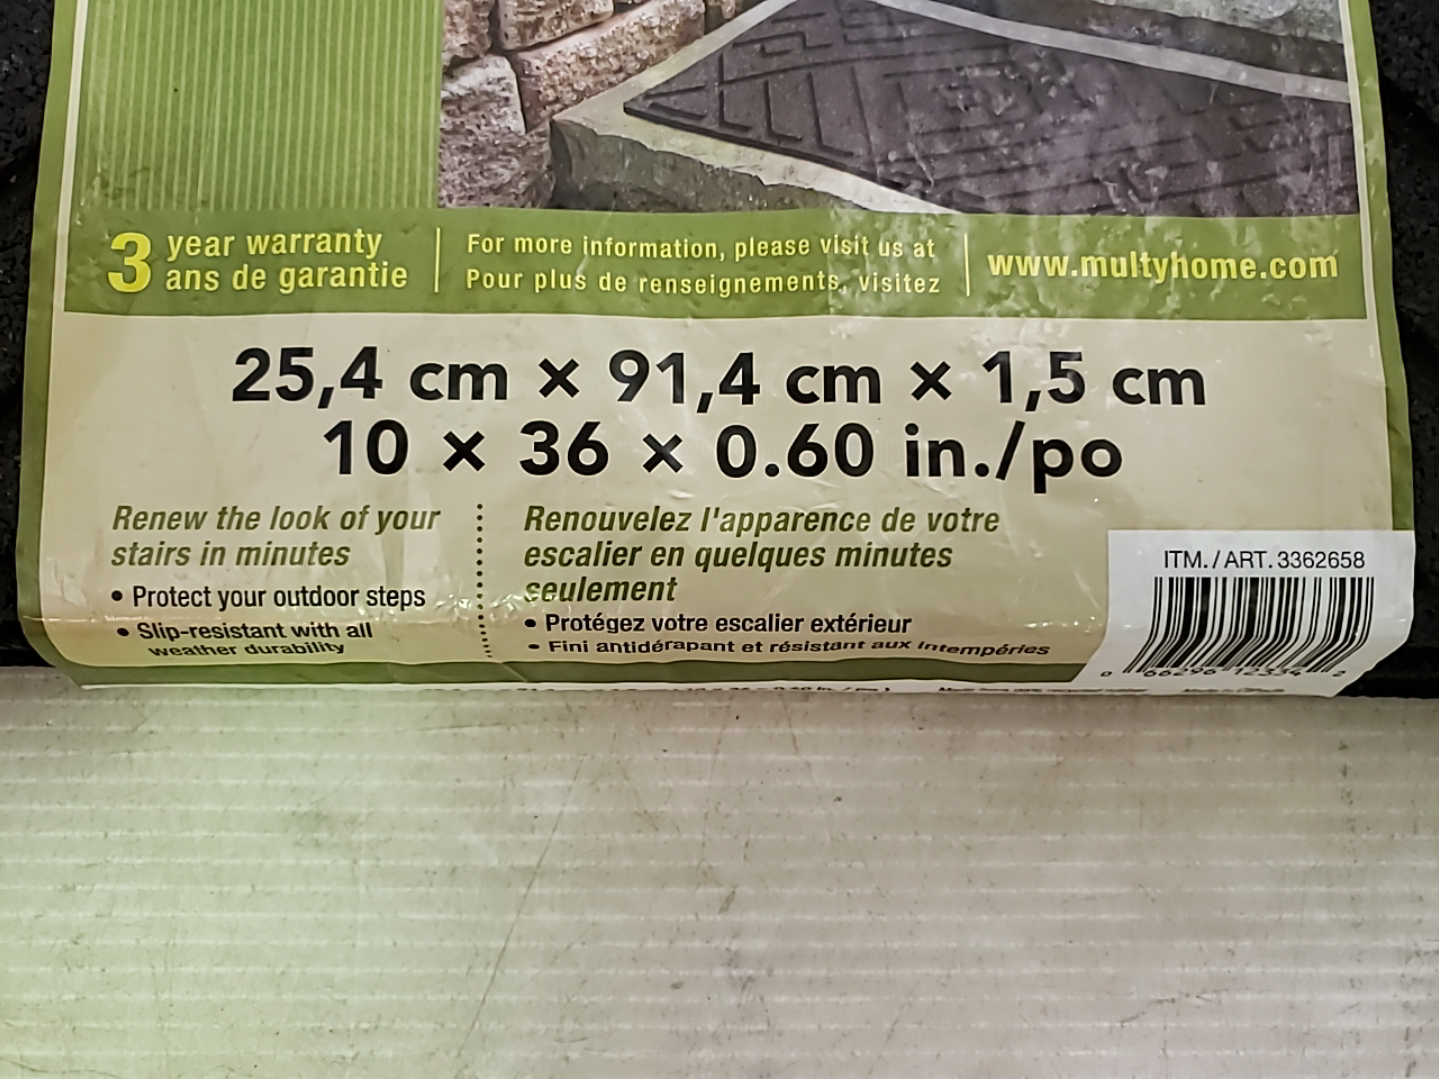 3 year warranty
ans de garantie
For more information, please visit us at
Pour plus de renseignements, visitez
www.multyhome.com
25,4 cm × 91,4 cm × 1,5 cm
10 × 36 × 0.60 in./po
Renew the look of your
stairs in minutes
• Protect your outdoor steps
• Slip-resistant with all
weather durability
Renouvelez l'apparence de votre
escalier en quelques minutes
seulement
• Protégez votre escalier extérieur
• Fini antidérapant et résistant aux intempéries
ITM. / ART. 3362658
0 66296 12334 2